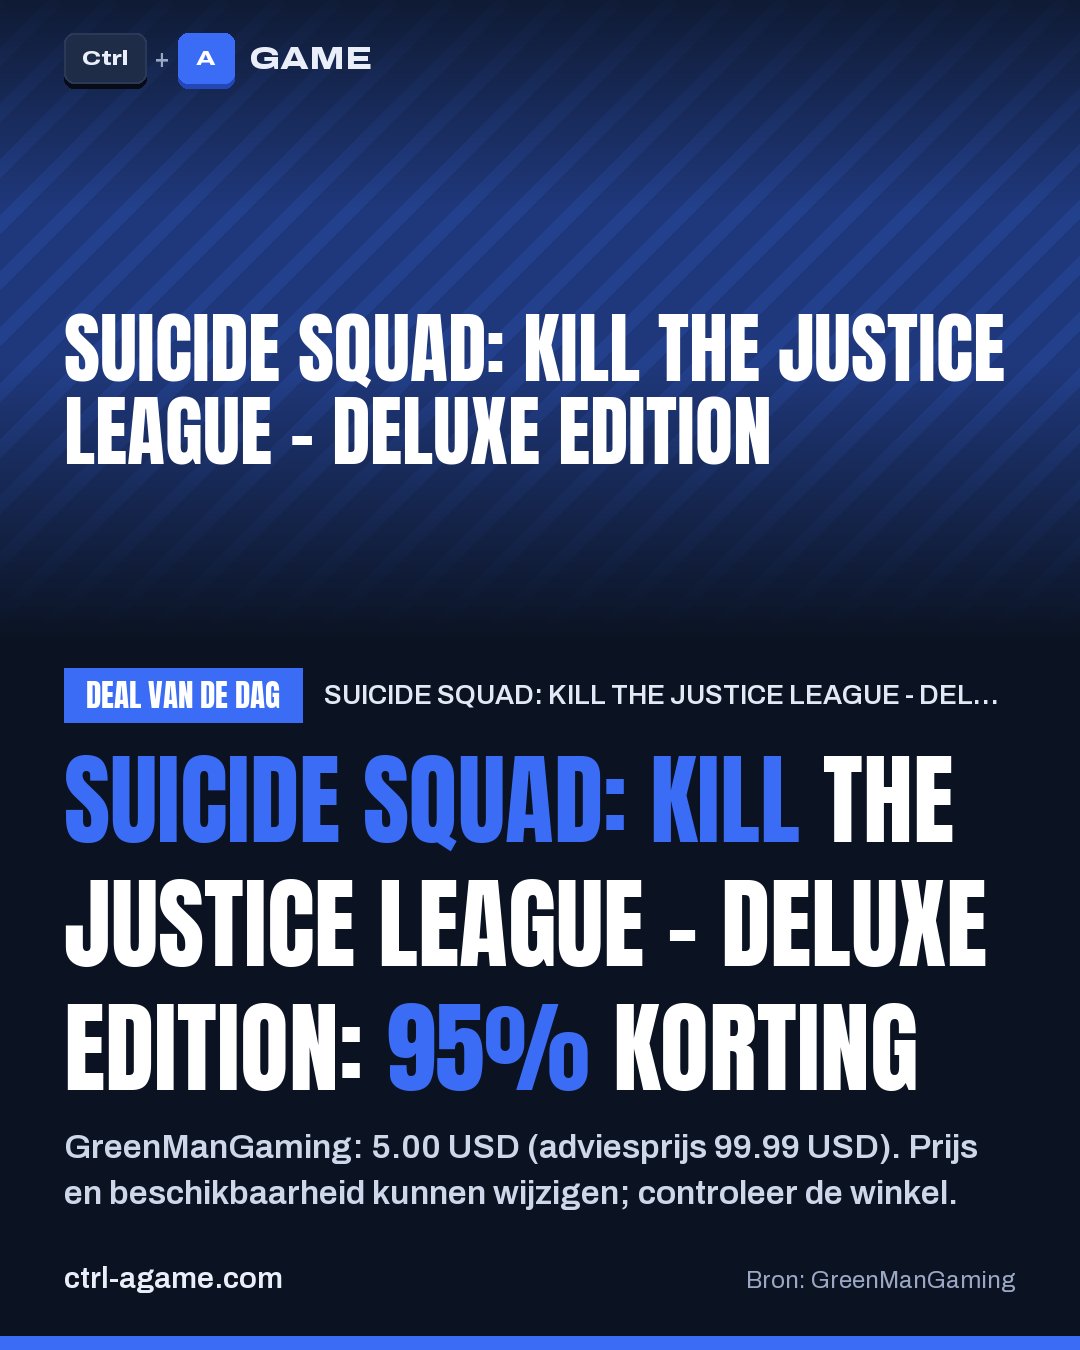 Ctrl + A GAME
SUICIDE SQUAD: KILL THE JUSTICE
LEAGUE - DELUXE EDITION
DEAL VAN DE DAG SUICIDE SQUAD: KILL THE JUSTICE LEAGUE - DEL...
SUICIDE SQUAD: KILL THE
JUSTICE LEAGUE - DELUXE
EDITION: 95% KORTING
GreenManGaming: 5.00 USD (adviesprijs 99.99 USD). Prijs
en beschikbaarheid kunnen wijzigen; controleer de winkel.
ctrl-agame.com Bron: GreenManGaming